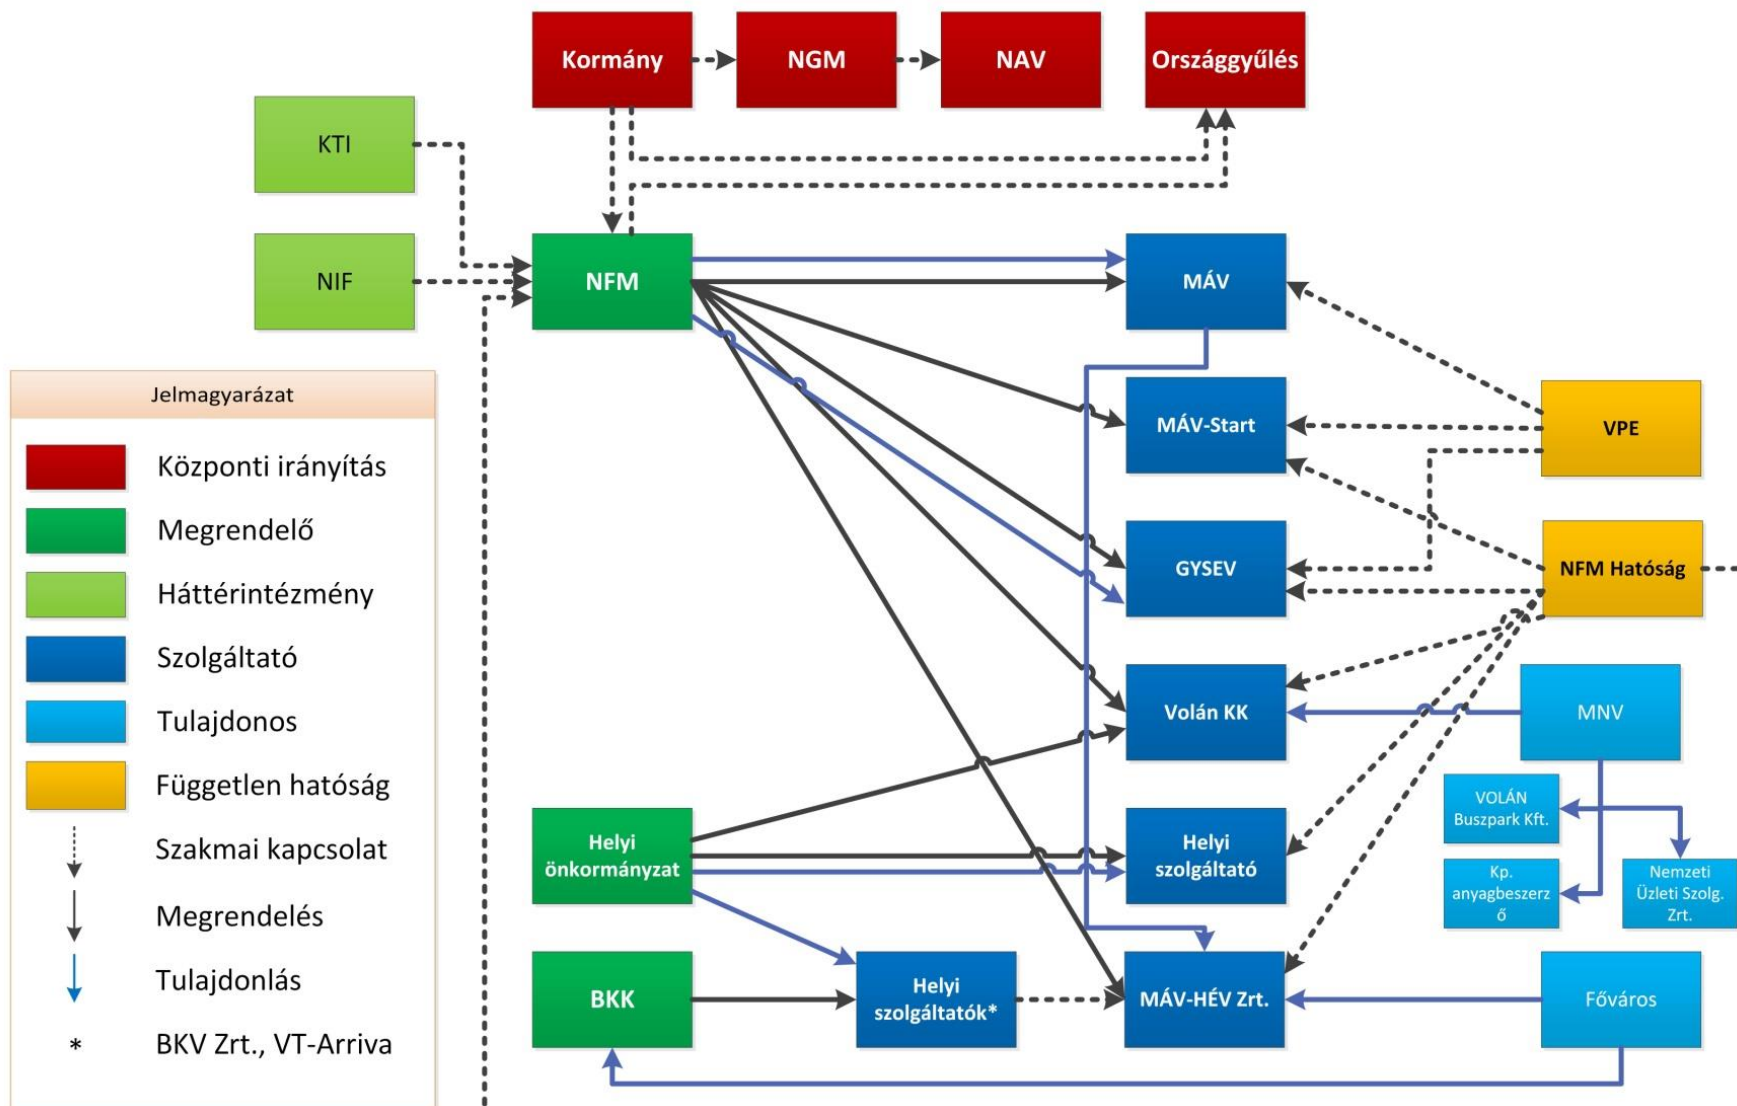 Kormány
NGM
NAV
Országgyűlés
KTI
NIF
NFM
MÁV
Jelmagyarázat
Központi irányítás
Megrendelő
Háttérintézmény
Szolgáltató
Tulajdonos
Független hatóság
Szakmai kapcsolat
Megrendelés
Tulajdonlás
* BKV Zrt., VT-Arriva
MÁV-Start
VPE
GYSEV
NFM Hatóság
Volán KK
MNV
VOLÁN
Buszpark Kft.
Helyi
önkormányzat
Helyi
szolgáltató
Kp.
anyagbeszerz
ő
Nemzeti
Üzleti Szolg.
Zrt.
BKK
Helyi
szolgáltatók*
MÁV-HÉV Zrt.
Főváros